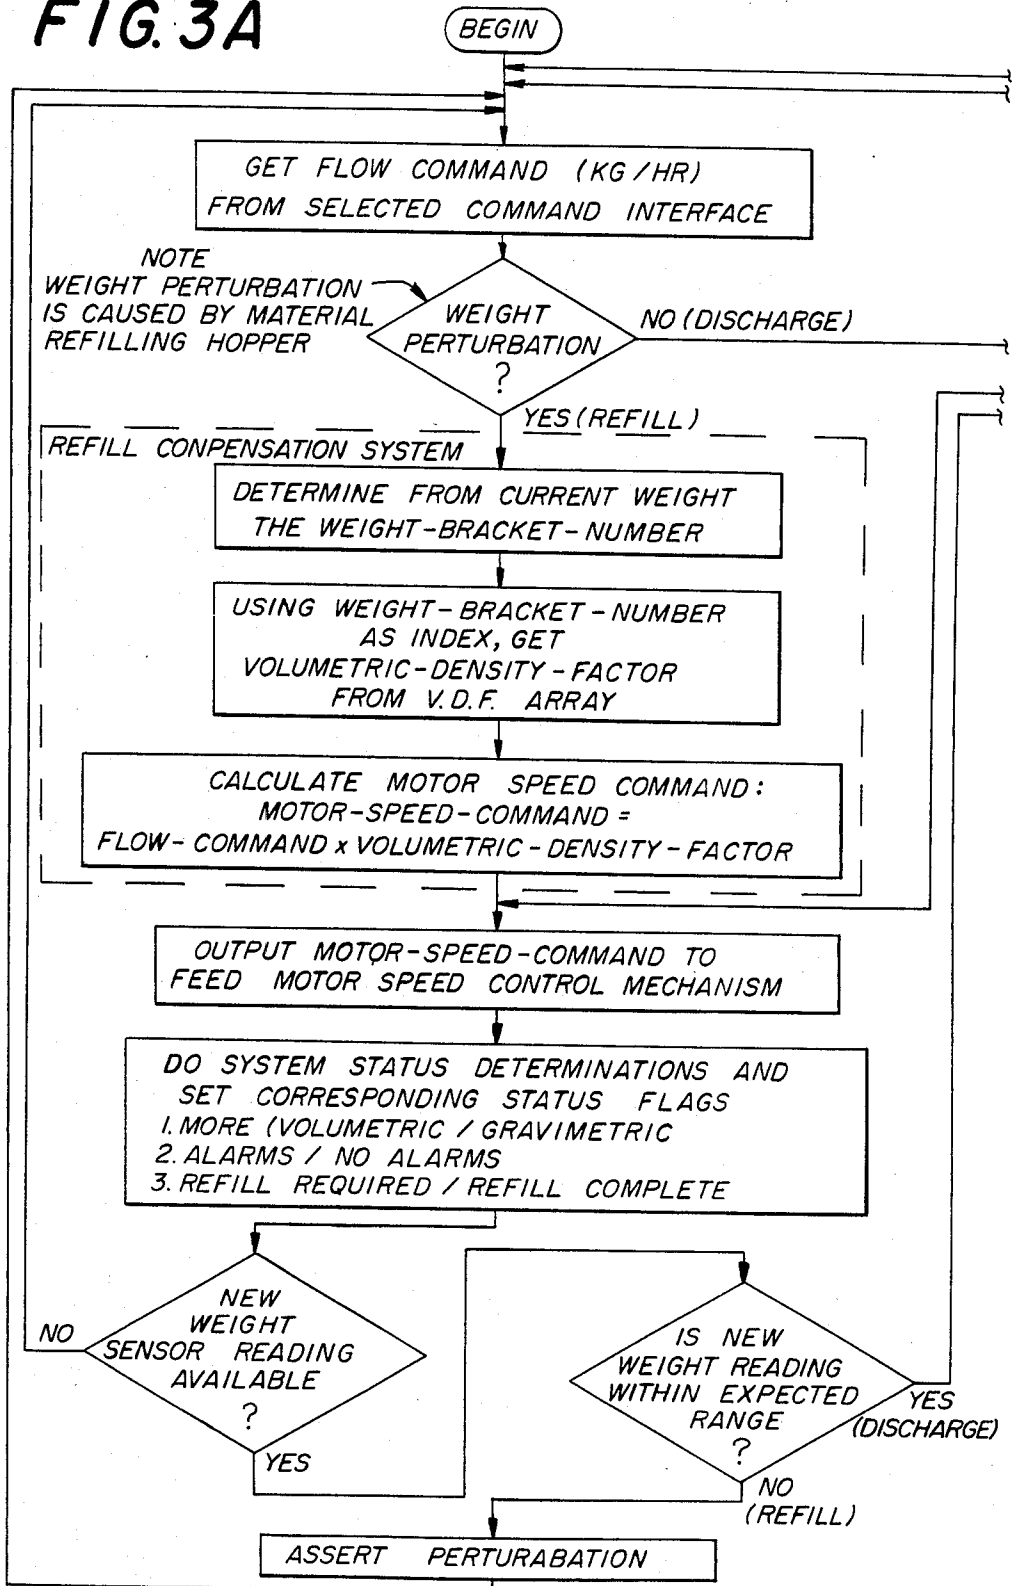 FIG. 3A
BEGIN
GET FLOW COMMAND (KG/HR)
FROM SELECTED COMMAND INTERFACE
NOTE
WEIGHT PERTURBATION
IS CAUSED BY MATERIAL
REFILLING HOPPER
WEIGHT
PERTURBATION
?
NO (DISCHARGE)
YES (REFILL)
REFILL CONPENSATION SYSTEM
DETERMINE FROM CURRENT WEIGHT
THE WEIGHT-BRACKET-NUMBER
USING WEIGHT-BRACKET-NUMBER
AS INDEX, GET
VOLUMETRIC-DENSITY-FACTOR
FROM V.D.F. ARRAY
CALCULATE MOTOR SPEED COMMAND:
MOTOR-SPEED-COMMAND =
FLOW-COMMAND x VOLUMETRIC-DENSITY-FACTOR
OUTPUT MOTOR-SPEED-COMMAND TO
FEED MOTOR SPEED CONTROL MECHANISM
DO SYSTEM STATUS DETERMINATIONS AND
SET CORRESPONDING STATUS FLAGS
1. MORE (VOLUMETRIC / GRAVIMETRIC
2. ALARMS / NO ALARMS
3. REFILL REQUIRED / REFILL COMPLETE
NEW
WEIGHT
SENSOR READING
AVAILABLE
?
NO
YES
IS NEW
WEIGHT READING
WITHIN EXPECTED
RANGE
?
YES
(DISCHARGE)
NO
(REFILL)
ASSERT PERTURABATION